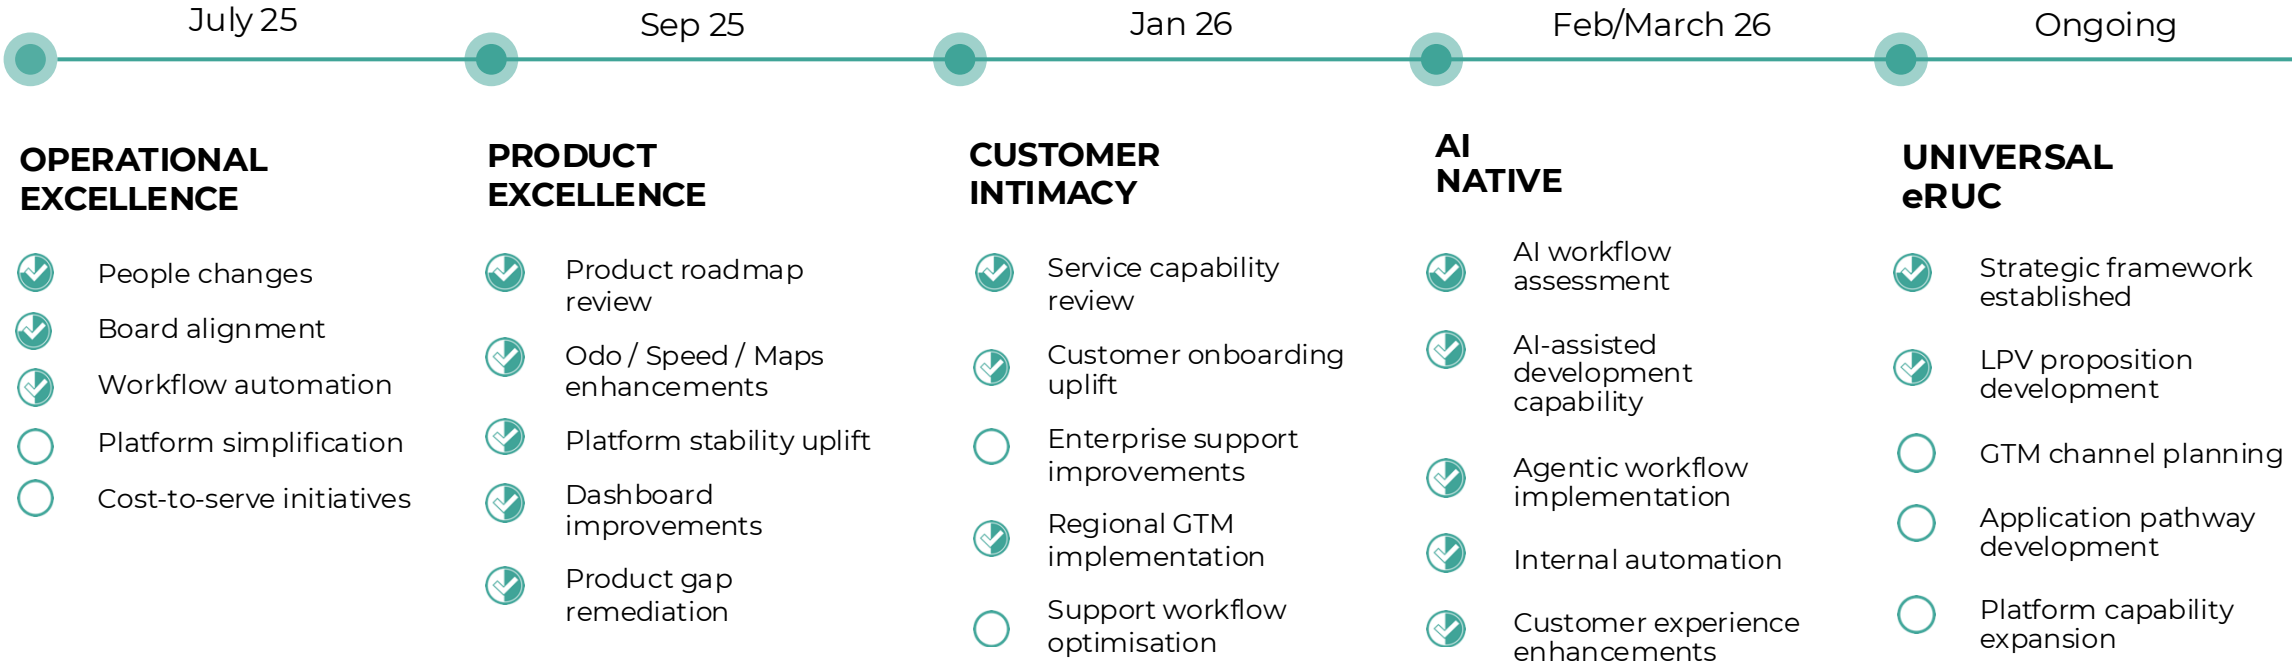 July 25
Sep 25
Jan 26
Feb/March 26
Ongoing
OPERATIONAL
EXCELLENCE
People changes
Board alignment
Workflow automation
Platform simplification
Cost-to-serve initiatives
PRODUCT
EXCELLENCE
Product roadmap
review
Odo / Speed / Maps
enhancements
Platform stability uplift
Dashboard
improvements
Product gap
remediation
CUSTOMER
INTIMACY
Service capability
review
Customer onboarding
uplift
Enterprise support
improvements
Regional GTM
implementation
Support workflow
optimisation
AI
NATIVE
AI workflow
assessment
AI-assisted
development
capability
Agentic workflow
implementation
Internal automation
Customer experience
enhancements
UNIVERSAL
eRUC
Strategic framework
established
LPV proposition
development
GTM channel planning
Application pathway
development
Platform capability
expansion